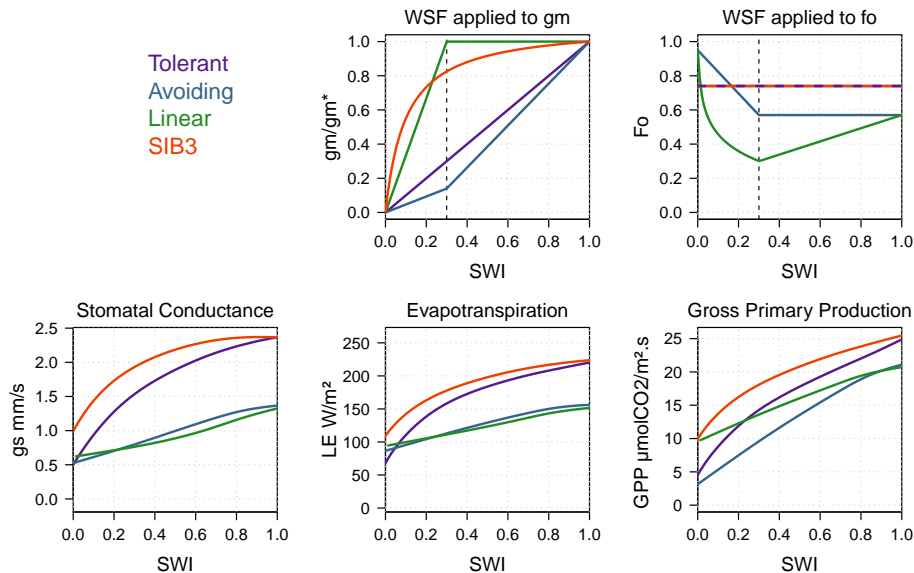 Tolerant
Avoiding
Linear
SIB3
WSF applied to gm
gm/gm*
1.0
0.8
0.6
0.4
0.2
0.0
0.0 0.2 0.4 0.6 0.8 1.0
SWI
WSF applied to fo
Fo
1.0
0.8
0.6
0.4
0.2
0.0
0.0 0.2 0.4 0.6 0.8 1.0
SWI
Stomatal Conductance
gs mm/s
2.5
2.0
1.5
1.0
0.5
0.0
0.0 0.2 0.4 0.6 0.8 1.0
SWI
Evapotranspiration
LE W/m²
250
200
150
100
50
0
0.0 0.2 0.4 0.6 0.8 1.0
SWI
Gross Primary Production
GPP µmolCO2/m².s
25
20
15
10
5
0
0.0 0.2 0.4 0.6 0.8 1.0
SWI